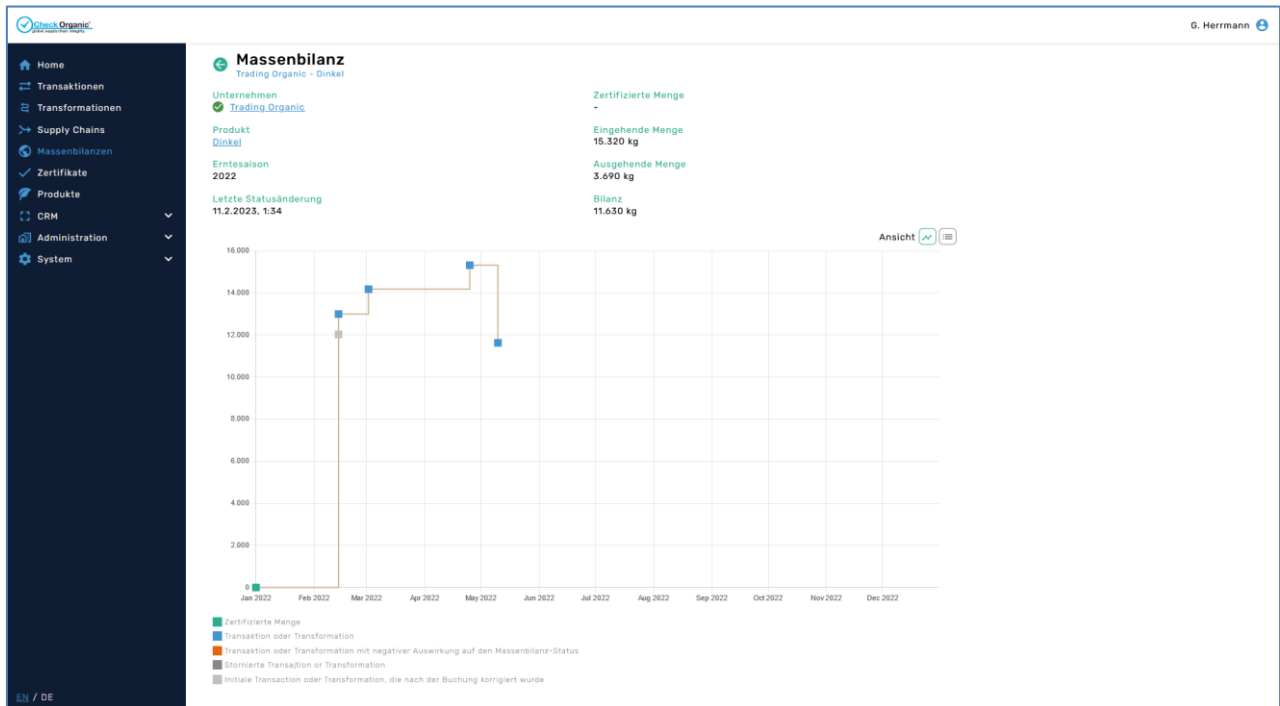 CheckOrganic
global supply chain integrity
G. Herrmann
Home
Transaktionen
Transformationen
Supply Chains
Massenbilanzen
Zertifikate
Produkte
CRM
Administration
System
EN / DE
Massenbilanz
Trading Organic - Dinkel
Unternehmen
Trading Organic
Produkt
Dinkel
Erntesaison
2022
Letzte Statusänderung
11.2.2023, 1:34
Zertifizierte Menge
-
Eingehende Menge
15.320 kg
Ausgehende Menge
3.690 kg
Bilanz
11.630 kg
Ansicht
16.000
14.000
12.000
10.000
8.000
6.000
4.000
2.000
0
Jan 2022 Feb 2022 Mar 2022 Apr 2022 May 2022 Jun 2022 Jul 2022 Aug 2022 Sep 2022 Oct 2022 Nov 2022 Dec 2022
Zertifizierte Menge
Transaktion oder Transformation
Transaktion oder Transformation mit negativer Auswirkung auf den Massenbilanz-Status
Stornierte Transajtion or Transformation
Initiale Transaction oder Transformation, die nach der Buchung korrigiert wurde